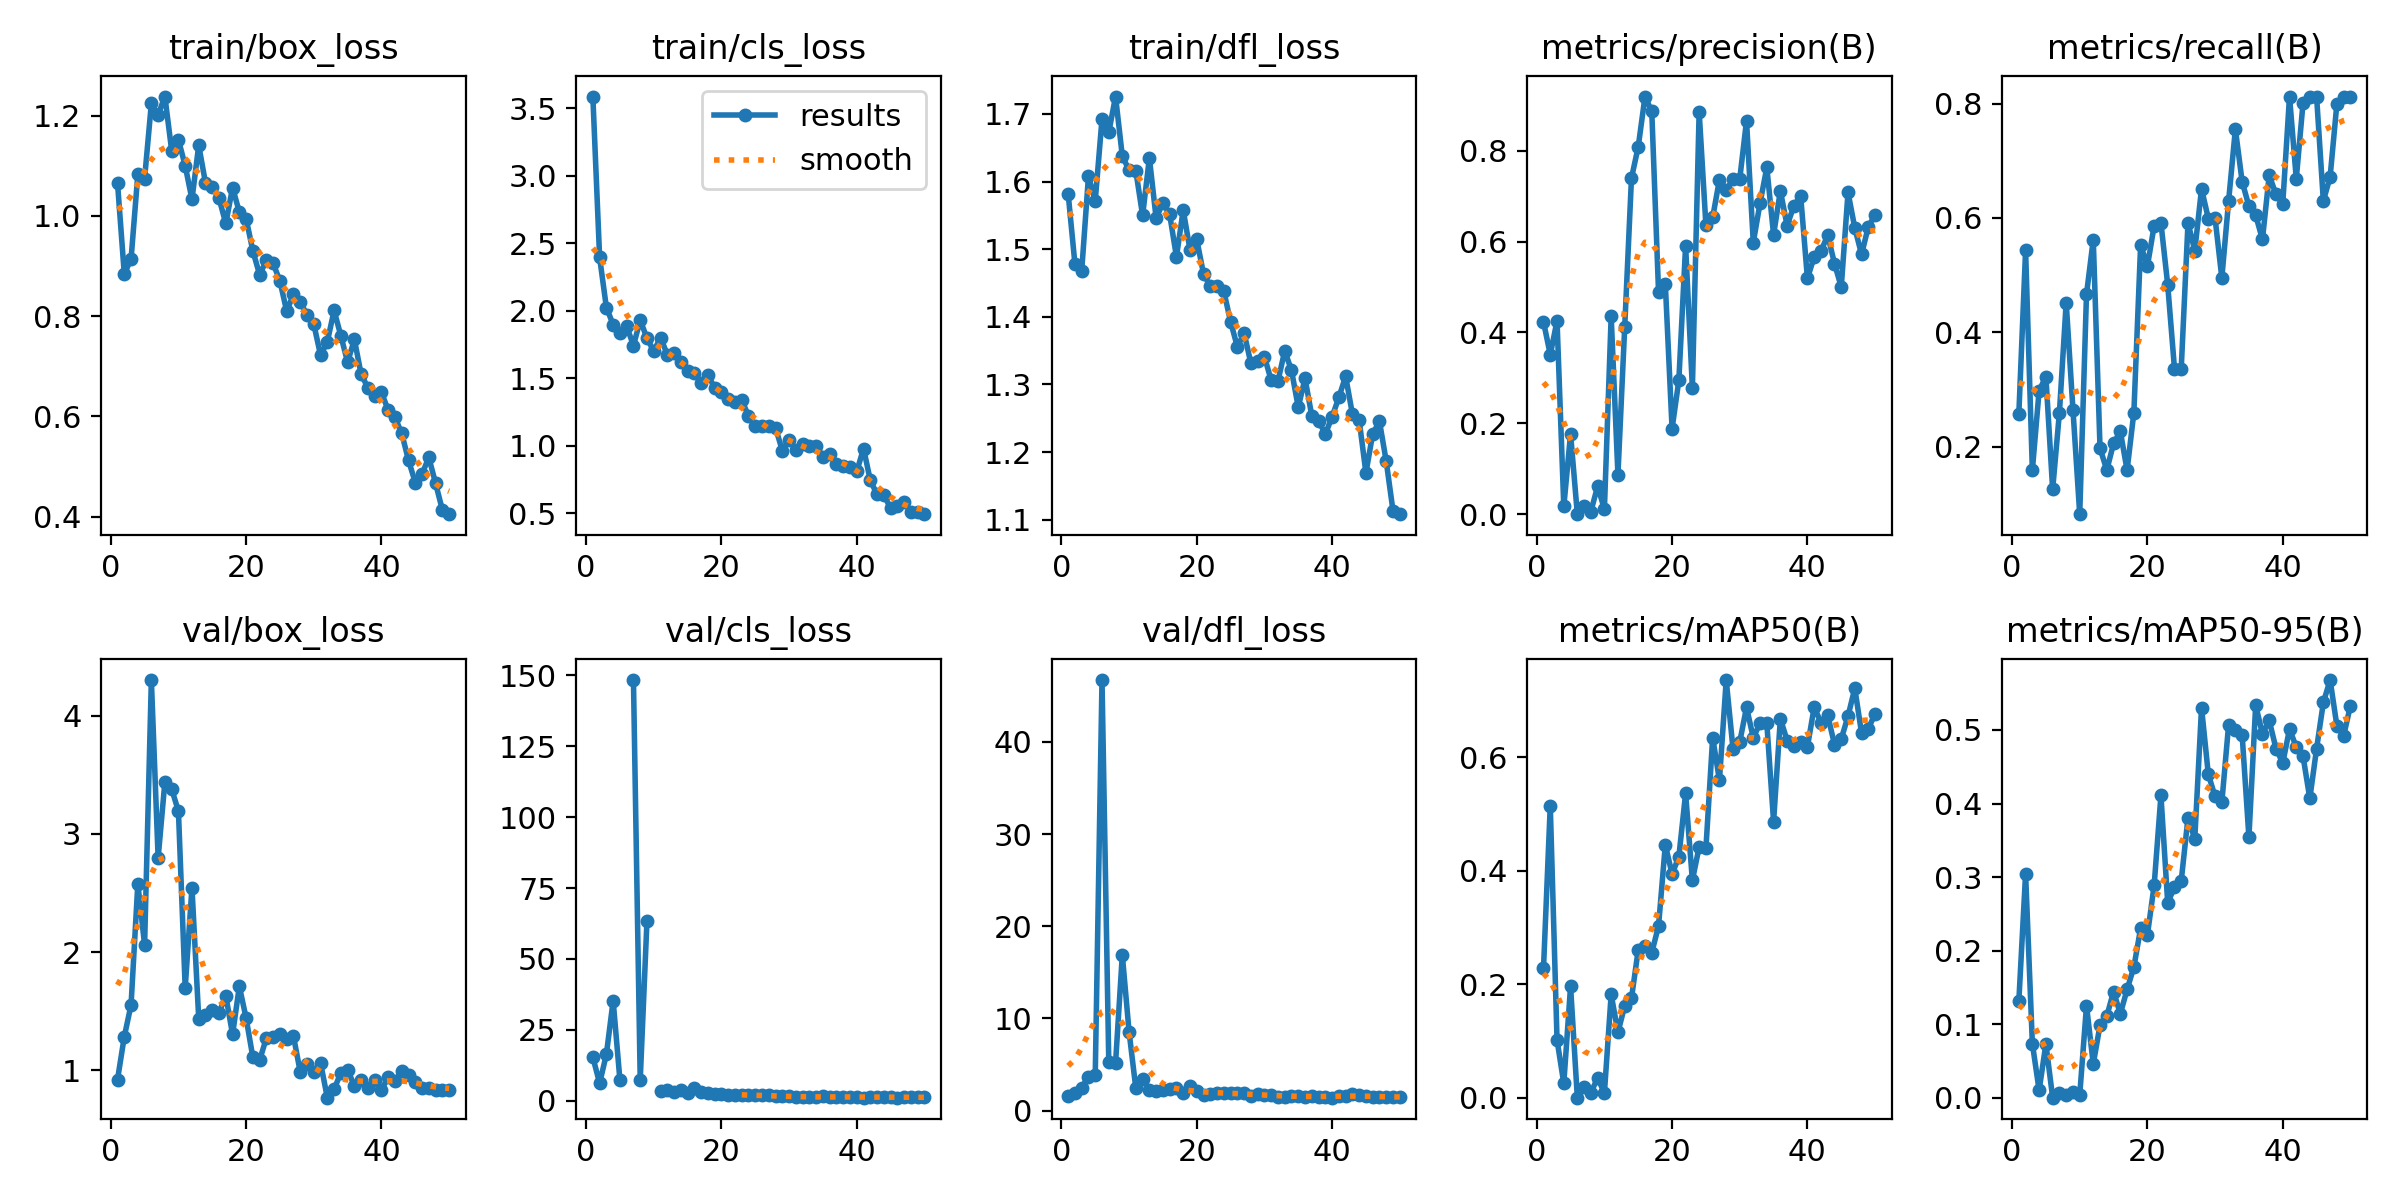 train/box_loss
1.2
1.0
0.8
0.6
0.4
0 20 40
train/cls_loss
results
smooth
3.5
3.0
2.5
2.0
1.5
1.0
0.5
0 20 40
train/dfl_loss
1.7
1.6
1.5
1.4
1.3
1.2
1.1
0 20 40
metrics/precision(B)
0.8
0.6
0.4
0.2
0.0
0 20 40
metrics/recall(B)
0.8
0.6
0.4
0.2
0 20 40
val/box_loss
4
3
2
1
0 20 40
val/cls_loss
150
125
100
75
50
25
0
0 20 40
val/dfl_loss
40
30
20
10
0
0 20 40
metrics/mAP50(B)
0.6
0.4
0.2
0.0
0 20 40
metrics/mAP50-95(B)
0.5
0.4
0.3
0.2
0.1
0.0
0 20 40